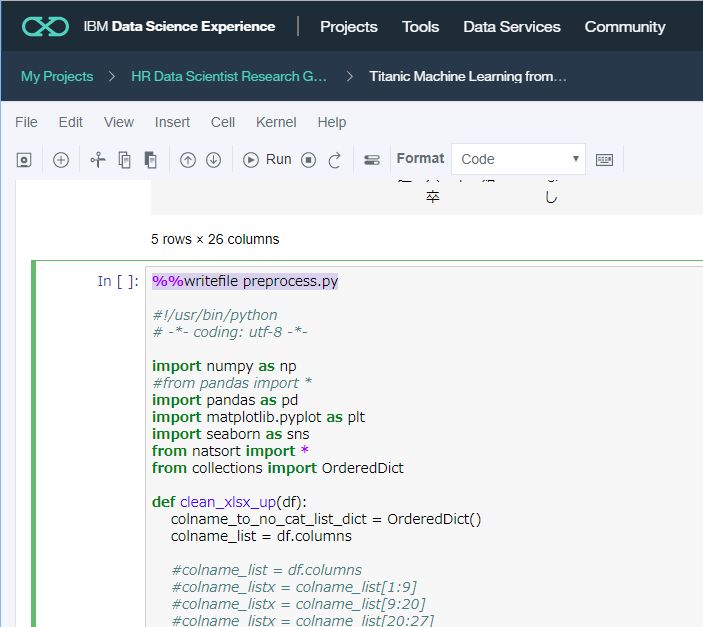 IBM Data Science Experience | Projects Tools Data Services Community
My Projects > HR Data Scientist Research G... > Titanic Machine Learning from...
File Edit View Insert Cell Kernel Help
Run Format Code
卒 し
5 rows × 26 columns
In [ ]: %%writefile preprocess.py
#!/usr/bin/python
# -*- coding: utf-8 -*-
import numpy as np
#from pandas import *
import pandas as pd
import matplotlib.pyplot as plt
import seaborn as sns
from natsort import *
from collections import OrderedDict
def clean_xlsx_up(df):
colname_to_no_cat_list_dict = OrderedDict()
colname_list = df.columns
#colname_list = df.columns
#colname_listx = colname_list[1:9]
#colname_listx = colname_list[9:20]
#colname_listx = colname_list[20:27]